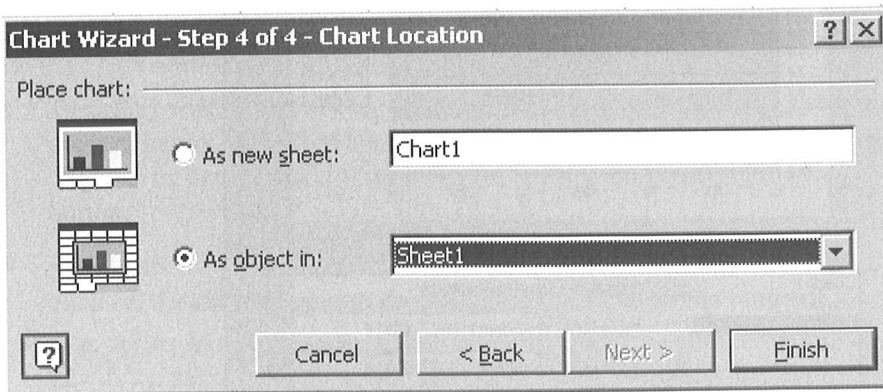 Chart Wizard - Step 4 of 4 - Chart Location ? X
Place chart:
As new sheet: Chart1
As object in: Sheet1
? Cancel < Back Next > Finish